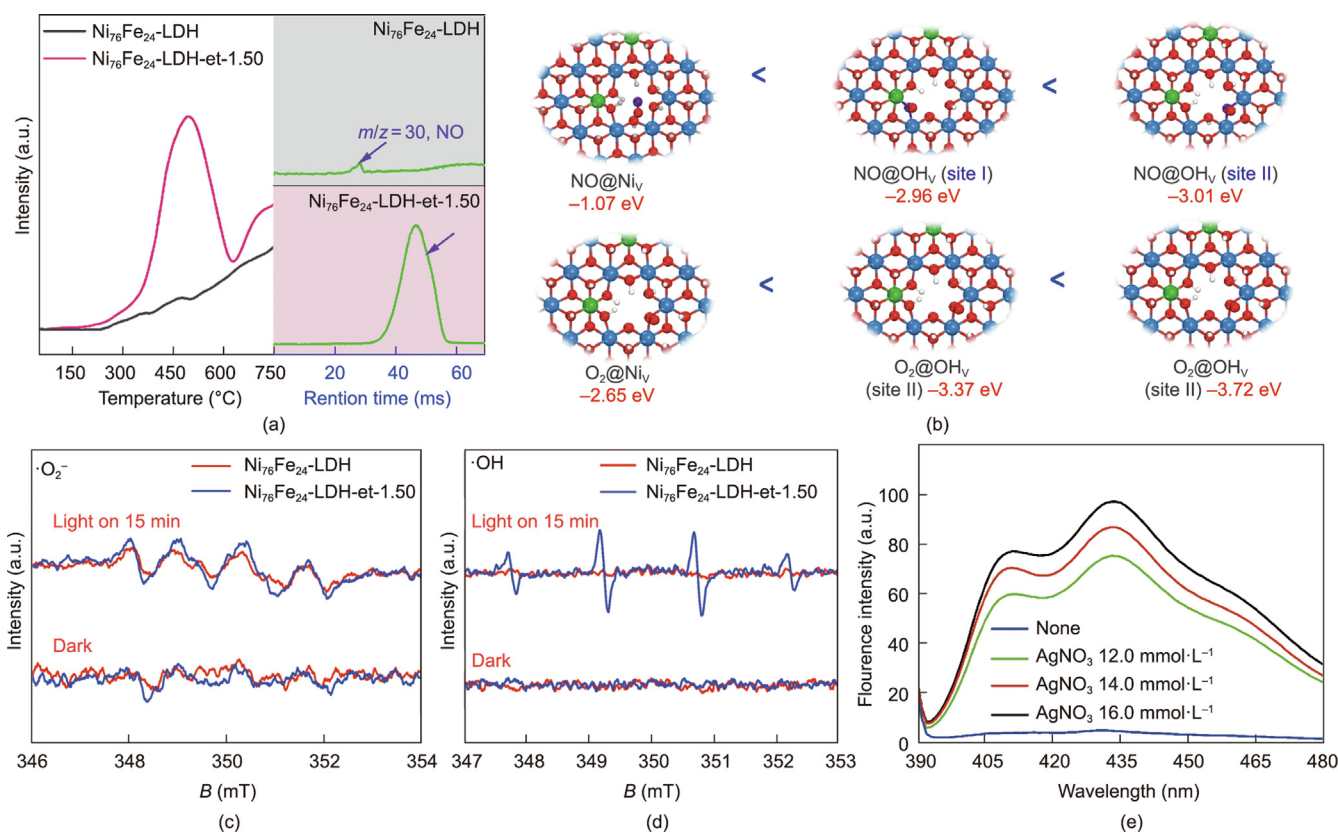 Ni₇₆Fe₂₄-LDH
Ni₇₆Fe₂₄-LDH-et-1.50
Intensity (a.u.)
150 300 450 600 750
Temperature (°C)
Ni₇₆Fe₂₄-LDH
m/z = 30, NO
Ni₇₆Fe₂₄-LDH-et-1.50
20 40 60
Rention time (ms)
(a)
< <
NO@Niᵥ
–1.07 eV
NO@OHᵥ (site I)
–2.96 eV
NO@OHᵥ (site II)
–3.01 eV
< <
O₂@Niᵥ
–2.65 eV
O₂@OHᵥ
(site II) –3.37 eV
O₂@OHᵥ
(site II) –3.72 eV
(b)
·O₂⁻
Ni₇₆Fe₂₄-LDH
Ni₇₆Fe₂₄-LDH-et-1.50
Light on 15 min
Dark
Intensity (a.u.)
346 348 350 352 354
B (mT)
(c)
·OH
Ni₇₆Fe₂₄-LDH
Ni₇₆Fe₂₄-LDH-et-1.50
Light on 15 min
Dark
Intensity (a.u.)
347 348 349 350 351 352 353
B (mT)
(d)
Flourence intensity (a.u.)
100
80
60
40
20
0
None
AgNO₃ 12.0 mmol·L⁻¹
AgNO₃ 14.0 mmol·L⁻¹
AgNO₃ 16.0 mmol·L⁻¹
390 405 420 435 450 465 480
Wavelength (nm)
(e)